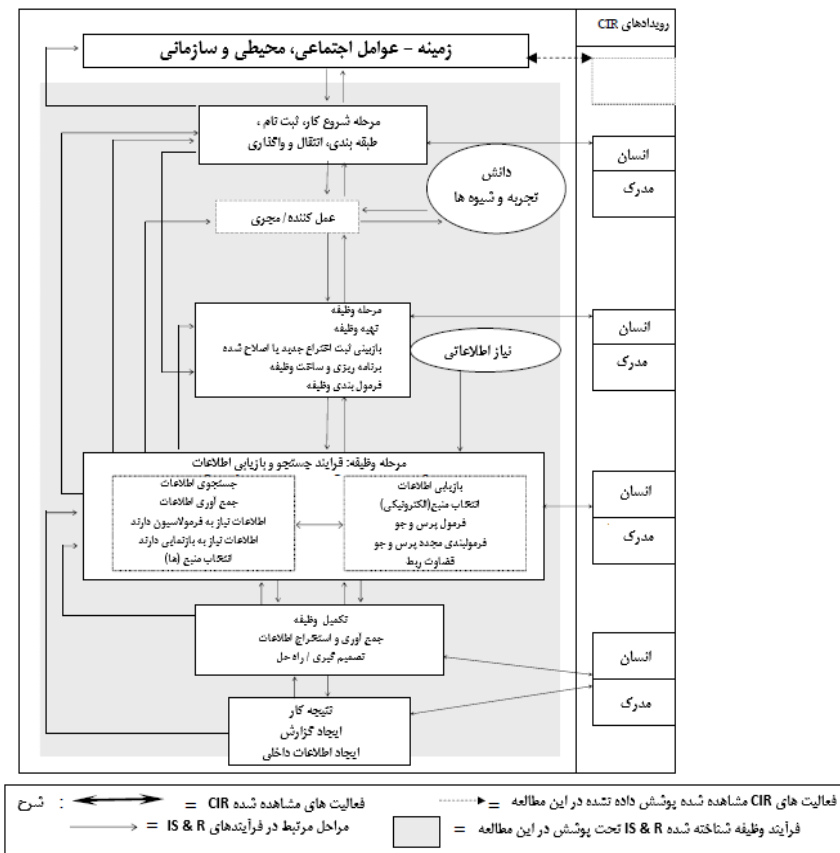 رویدادهای CIR
زمینه – عوامل اجتماعی، محیطی و سازمانی
مرحله شروع کار، ثبت نام ،
طبقه بندی، انتقال و واگذاری
دانش
تجربه و شیوه ها
انسان
مدرک
عمل کننده/ مجری
مرحله وظیفه
تهیه وظیفه
بازبینی ثبت اختراع جدید یا اصلاح شده
برنامه ریزی و ساخت وظیفه
فرمول بندی وظیفه
نیاز اطلاعاتی
انسان
مدرک
مرحله وظیفه: فرایند جستجو و بازیابی اطلاعات
بازیابی اطلاعات
انتخاب منبع(الکترونیکی)
فرمول پرس و جو
فرمولبندی مجدد پرس و جو
قضاوت ربط
جستجوی اطلاعات
جمع آوری اطلاعات
اطلاعات نیاز به فرمولاسیون دارند
اطلاعات نیاز به بازنمایی دارند
انتخاب منبع (ها)
انسان
مدرک
تکمیل وظیفه
جمع آوری و استخراج اطلاعات
تصمیم گیری / راه حل
انسان
مدرک
نتیجه کار
ایجاد گزارش
ایجاد اطلاعات داخلی
شرح :
= فعالیت های مشاهده شده CIR
= فعالیت های CIR مشاهده شده پوشش داده نشده در این مطالعه
= مراحل مرتبط در فرآیندهای IS & R
= فرآیند وظیفه شناخته شده IS & R تحت پوشش در این مطالعه